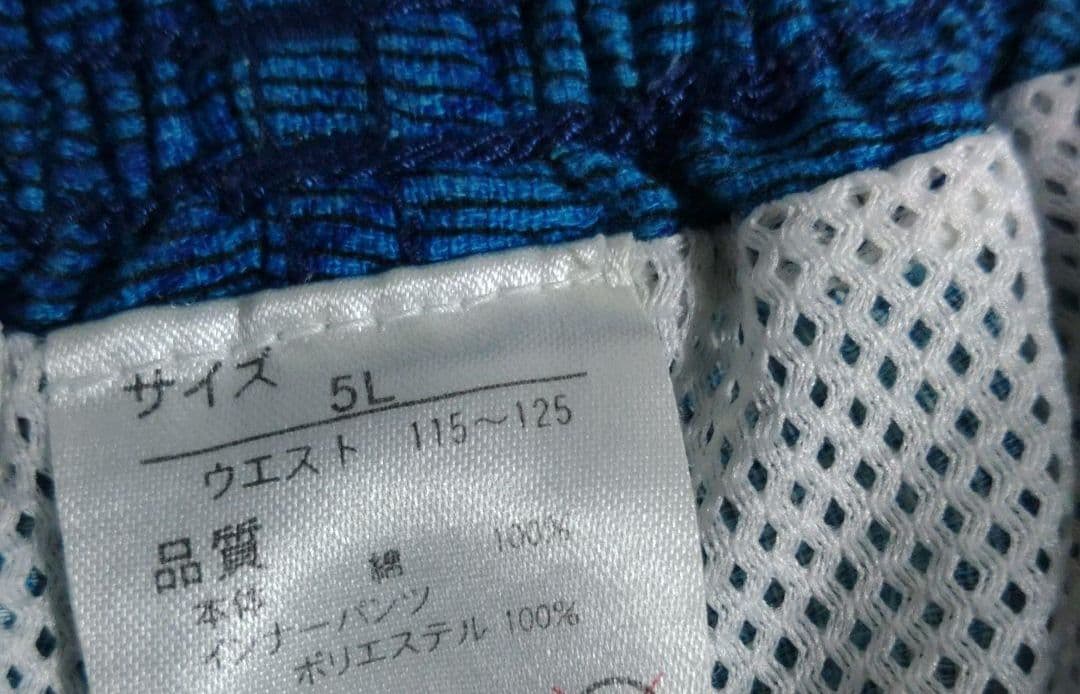 サイズ 5L
ウエスト 115～125
品質
本体 綿 100%
インナーパンツ
ポリエステル 100%